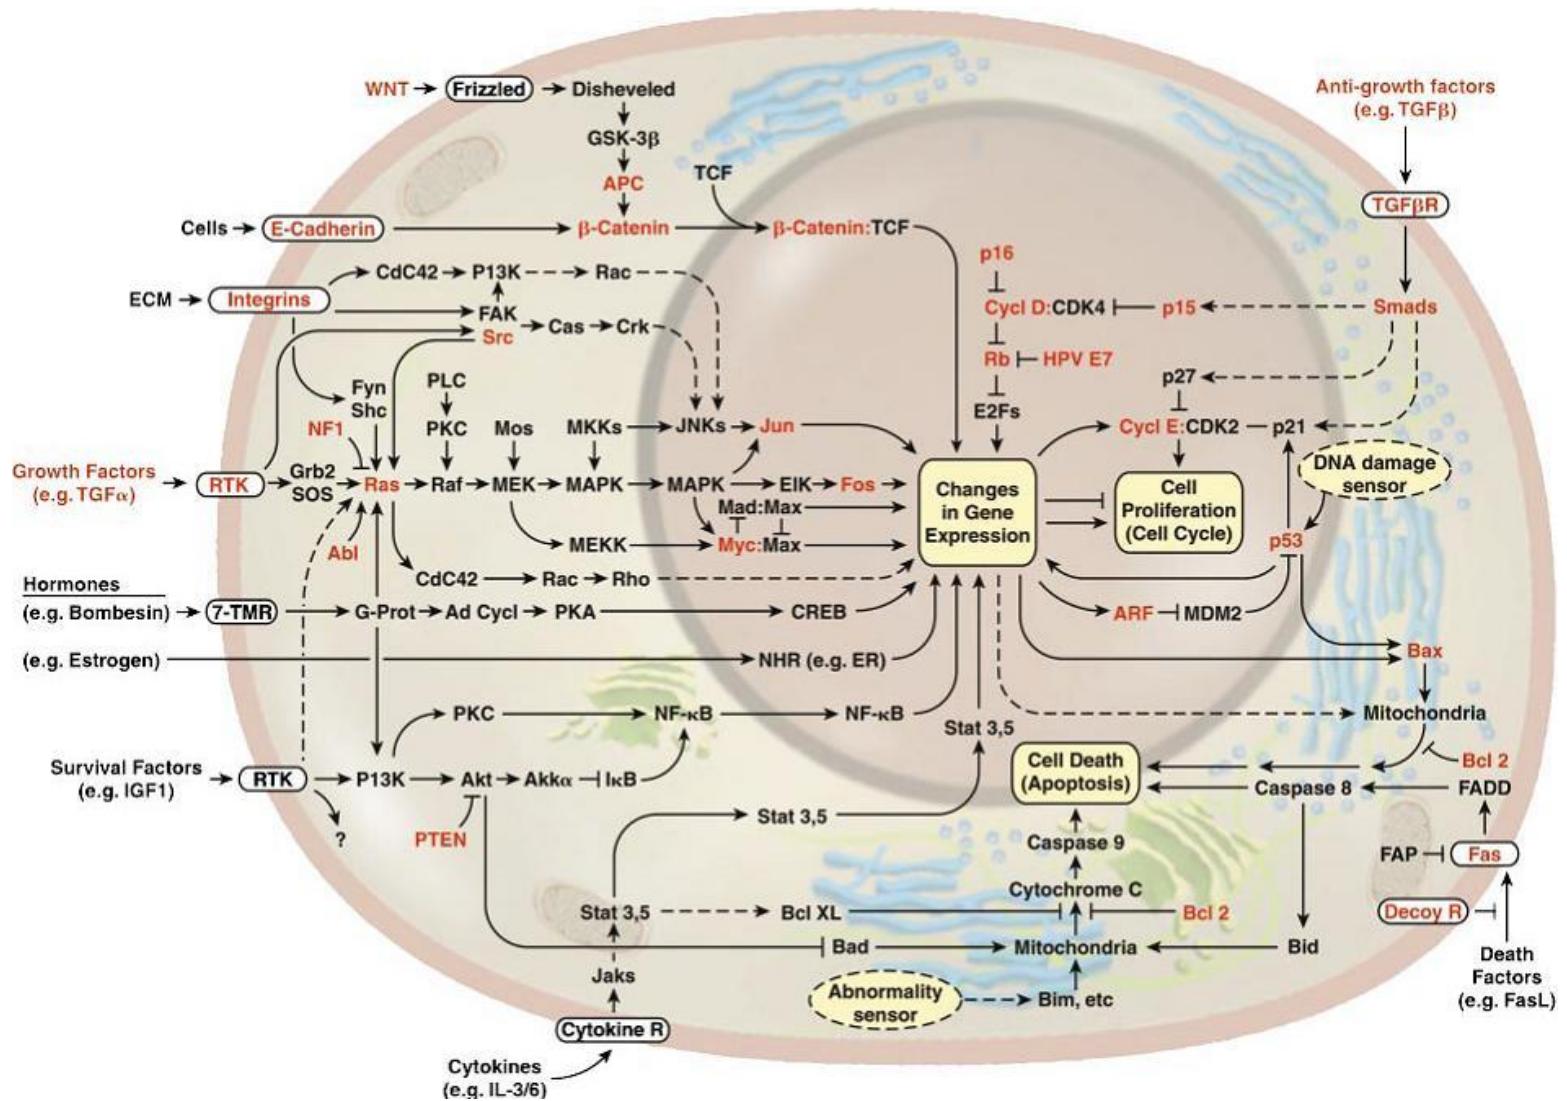 WNT
Frizzled
Disheveled
GSK-3β
APC
TCF
Anti-growth factors
(e.g. TGFβ)
TGFβR
Cells
E-Cadherin
β-Catenin
β-Catenin:TCF
p16
CdC42
P13K
Rac
ECM
Integrins
FAK
Src
Cas
Crk
Cycl D:CDK4
p15
Smads
Rb
HPV E7
p27
Fyn
Shc
PLC
E2Fs
NF1
PKC
Mos
MKKs
JNKs
Jun
Cycl E:CDK2
p21
Growth Factors
(e.g. TGFα)
RTK
Grb2
SOS
Ras
Raf
MEK
MAPK
MAPK
ElK
Fos
Changes
in Gene
Expression
Cell
Proliferation
(Cell Cycle)
DNA damage
sensor
Mad:Max
Abl
MEKK
Myc:Max
p53
CdC42
Rac
Rho
Hormones
(e.g. Bombesin)
7-TMR
G-Prot
Ad Cycl
PKA
CREB
ARF
MDM2
(e.g. Estrogen)
NHR (e.g. ER)
Bax
PKC
NF-κB
NF-κB
Stat 3,5
Mitochondria
Survival Factors
(e.g. IGF1)
RTK
P13K
Akt
Akkα
IκB
Cell Death
(Apoptosis)
Bcl 2
Caspase 8
FADD
?
PTEN
Stat 3,5
Caspase 9
FAP
Fas
Cytochrome C
Stat 3,5
Bcl XL
Bcl 2
Decoy R
Bad
Mitochondria
Bid
Death
Factors
(e.g. FasL)
Jaks
Abnormality
sensor
Bim, etc
Cytokine R
Cytokines
(e.g. IL-3/6)